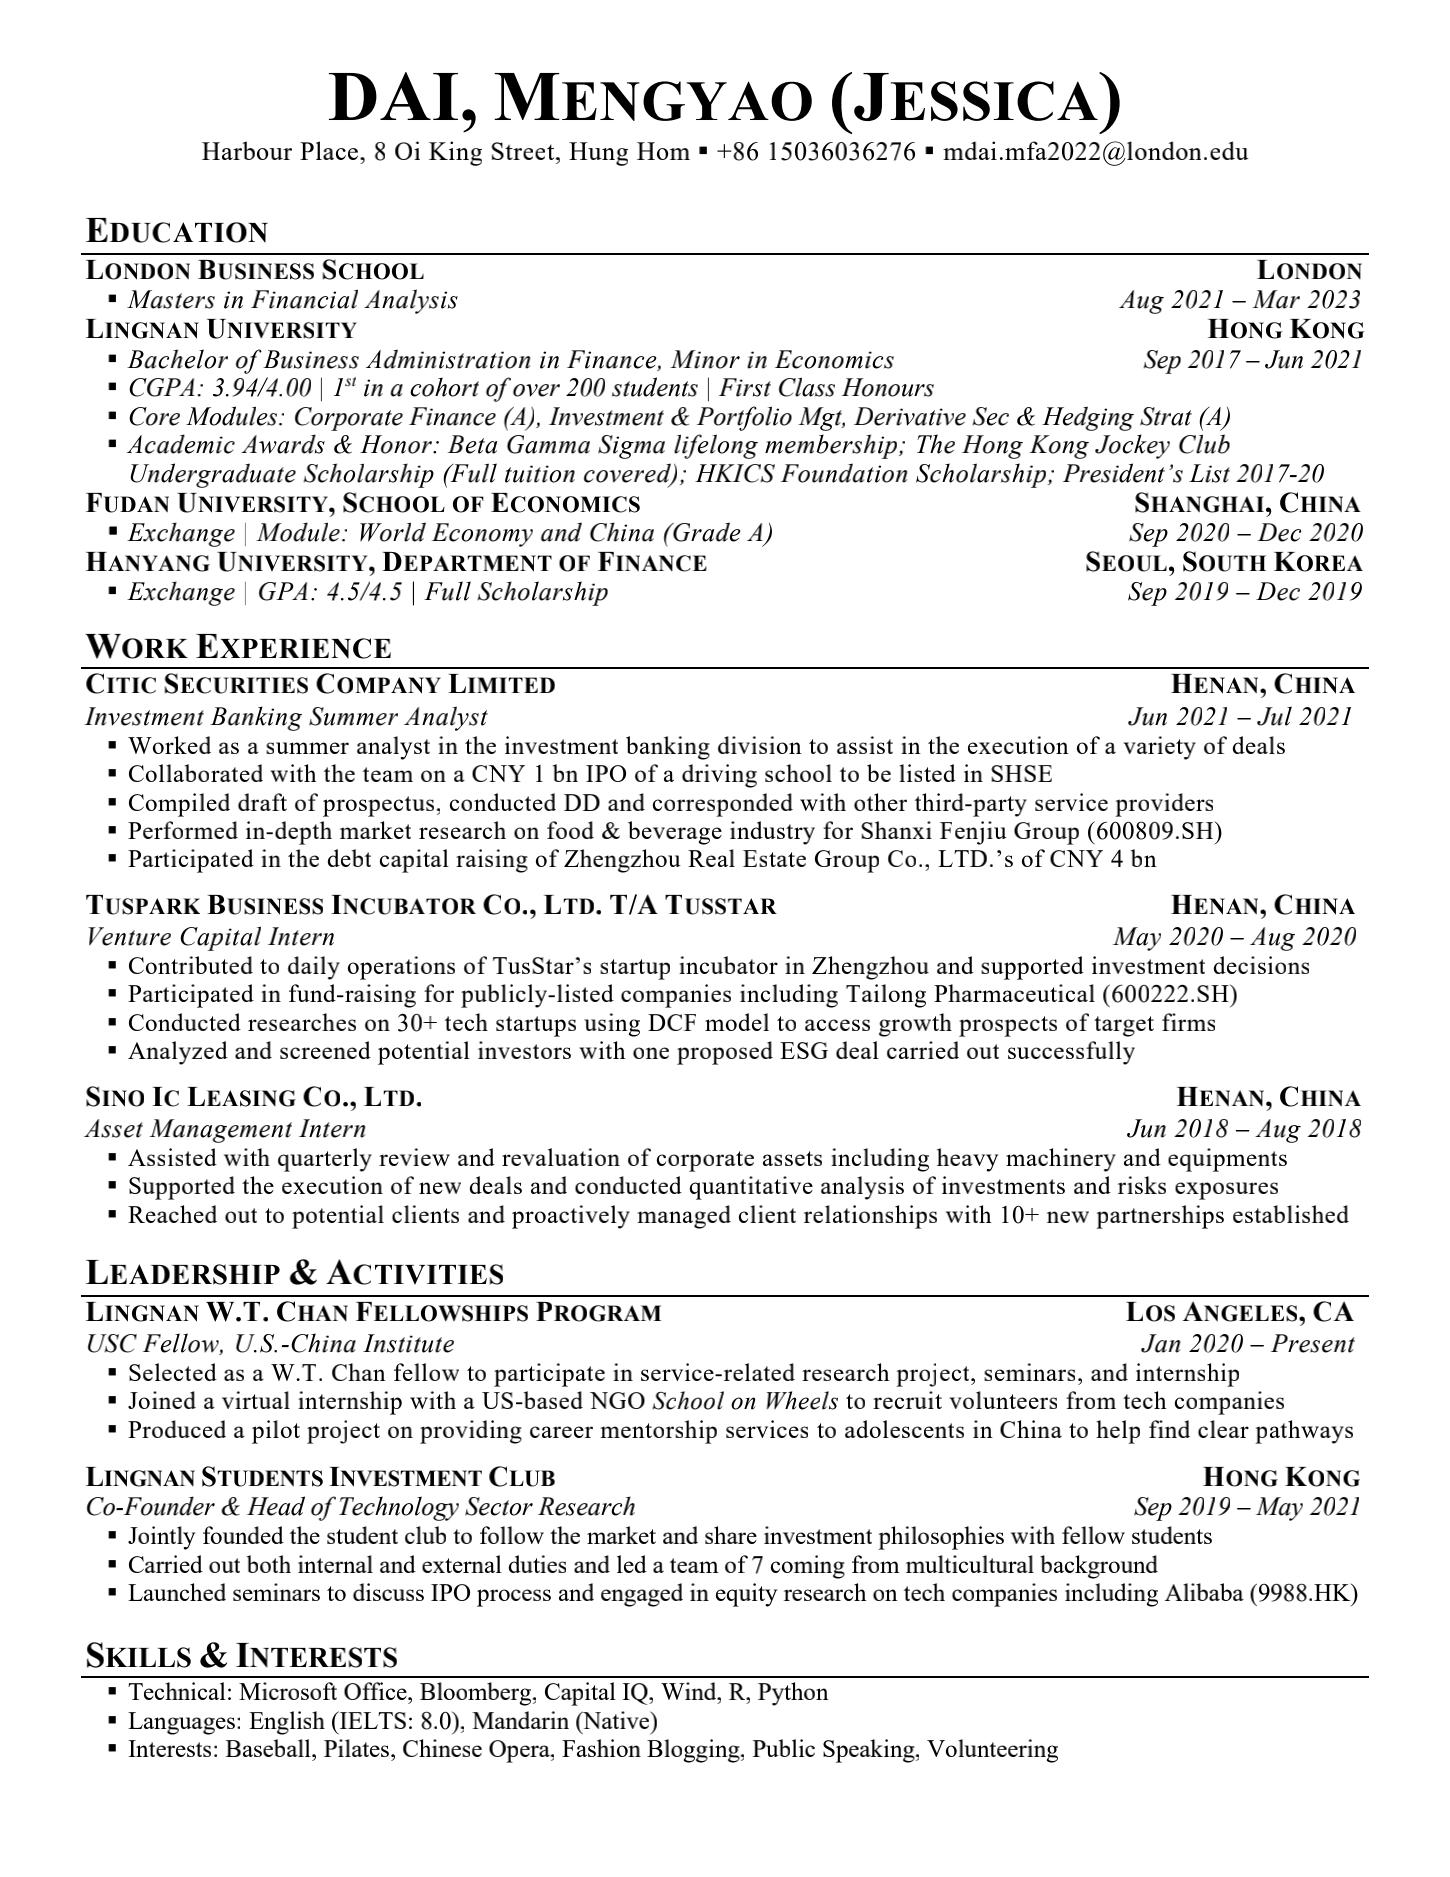 DAI, MENGYAO (JESSICA)
Harbour Place, 8 Oi King Street, Hung Hom ▪ +86 15036036276 ▪ mdai.mfa2022@london.edu
EDUCATION
LONDON BUSINESS SCHOOL LONDON
▪ Masters in Financial Analysis Aug 2021 – Mar 2023
LINGNAN UNIVERSITY HONG KONG
▪ Bachelor of Business Administration in Finance, Minor in Economics Sep 2017 – Jun 2021
▪ CGPA: 3.94/4.00 | 1st in a cohort of over 200 students | First Class Honours
▪ Core Modules: Corporate Finance (A), Investment & Portfolio Mgt, Derivative Sec & Hedging Strat (A)
▪ Academic Awards & Honor: Beta Gamma Sigma lifelong membership; The Hong Kong Jockey Club
Undergraduate Scholarship (Full tuition covered); HKICS Foundation Scholarship; President’s List 2017-20
FUDAN UNIVERSITY, SCHOOL OF ECONOMICS SHANGHAI, CHINA
▪ Exchange | Module: World Economy and China (Grade A) Sep 2020 – Dec 2020
HANYANG UNIVERSITY, DEPARTMENT OF FINANCE SEOUL, SOUTH KOREA
▪ Exchange | GPA: 4.5/4.5 | Full Scholarship Sep 2019 – Dec 2019
WORK EXPERIENCE
CITIC SECURITIES COMPANY LIMITED HENAN, CHINA
Investment Banking Summer Analyst Jun 2021 – Jul 2021
▪ Worked as a summer analyst in the investment banking division to assist in the execution of a variety of deals
▪ Collaborated with the team on a CNY 1 bn IPO of a driving school to be listed in SHSE
▪ Compiled draft of prospectus, conducted DD and corresponded with other third-party service providers
▪ Performed in-depth market research on food & beverage industry for Shanxi Fenjiu Group (600809.SH)
▪ Participated in the debt capital raising of Zhengzhou Real Estate Group Co., LTD.’s of CNY 4 bn
TUSPARK BUSINESS INCUBATOR CO., LTD. T/A TUSSTAR HENAN, CHINA
Venture Capital Intern May 2020 – Aug 2020
▪ Contributed to daily operations of TusStar’s startup incubator in Zhengzhou and supported investment decisions
▪ Participated in fund-raising for publicly-listed companies including Tailong Pharmaceutical (600222.SH)
▪ Conducted researches on 30+ tech startups using DCF model to access growth prospects of target firms
▪ Analyzed and screened potential investors with one proposed ESG deal carried out successfully
SINO IC LEASING CO., LTD. HENAN, CHINA
Asset Management Intern Jun 2018 – Aug 2018
▪ Assisted with quarterly review and revaluation of corporate assets including heavy machinery and equipments
▪ Supported the execution of new deals and conducted quantitative analysis of investments and risks exposures
▪ Reached out to potential clients and proactively managed client relationships with 10+ new partnerships established
LEADERSHIP & ACTIVITIES
LINGNAN W.T. CHAN FELLOWSHIPS PROGRAM LOS ANGELES, CA
USC Fellow, U.S.-China Institute Jan 2020 – Present
▪ Selected as a W.T. Chan fellow to participate in service-related research project, seminars, and internship
▪ Joined a virtual internship with a US-based NGO School on Wheels to recruit volunteers from tech companies
▪ Produced a pilot project on providing career mentorship services to adolescents in China to help find clear pathways
LINGNAN STUDENTS INVESTMENT CLUB HONG KONG
Co-Founder & Head of Technology Sector Research Sep 2019 – May 2021
▪ Jointly founded the student club to follow the market and share investment philosophies with fellow students
▪ Carried out both internal and external duties and led a team of 7 coming from multicultural background
▪ Launched seminars to discuss IPO process and engaged in equity research on tech companies including Alibaba (9988.HK)
SKILLS & INTERESTS
▪ Technical: Microsoft Office, Bloomberg, Capital IQ, Wind, R, Python
▪ Languages: English (IELTS: 8.0), Mandarin (Native)
▪ Interests: Baseball, Pilates, Chinese Opera, Fashion Blogging, Public Speaking, Volunteering